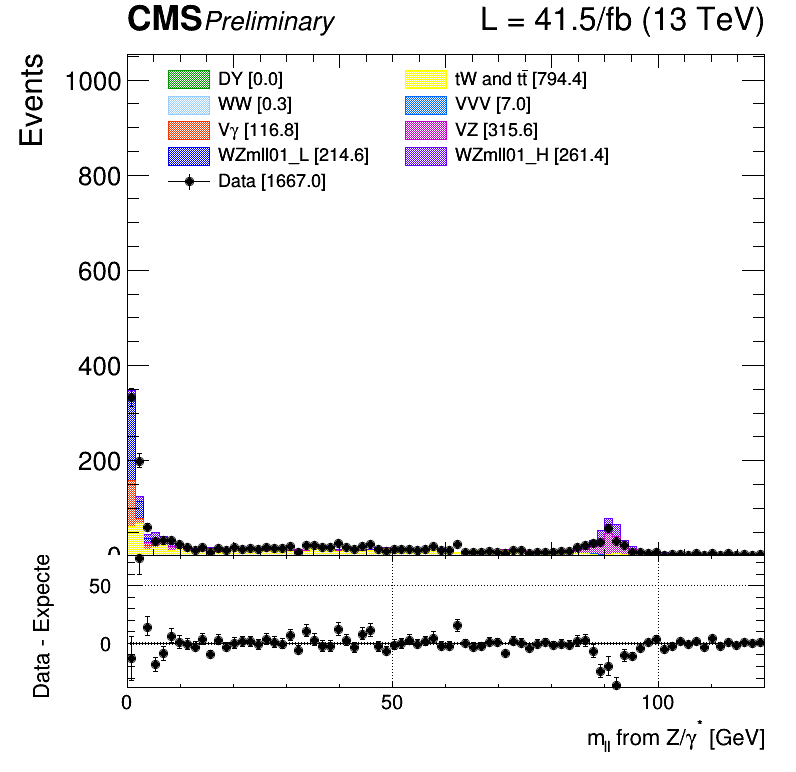 CMS Preliminary L = 41.5/fb (13 TeV)
Events
1000
800
600
400
200
0
DY [0.0]
tW and tt̄ [794.4]
WW [0.3]
VVV [7.0]
Vγ [116.8]
VZ [315.6]
WZmll01_L [214.6]
WZmll01_H [261.4]
Data [1667.0]
Data - Expecte
50
0
0 50 100
m_ll from Z/γ* [GeV]